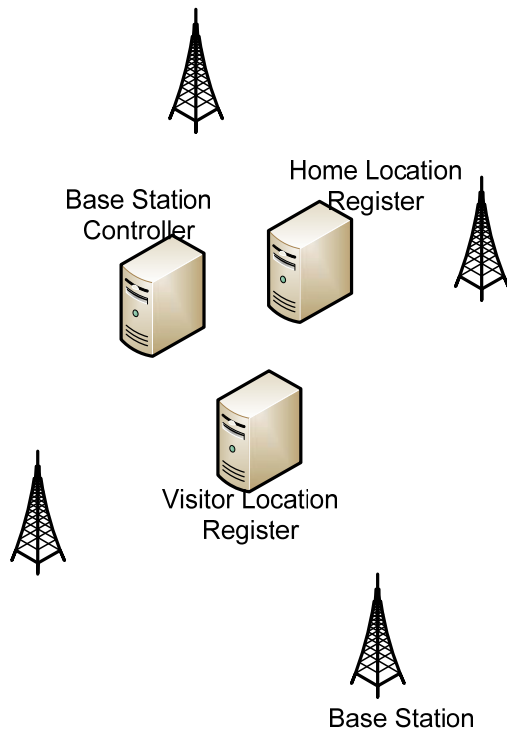 Home Location
Register
Base Station
Controller
Visitor Location
Register
Base Station